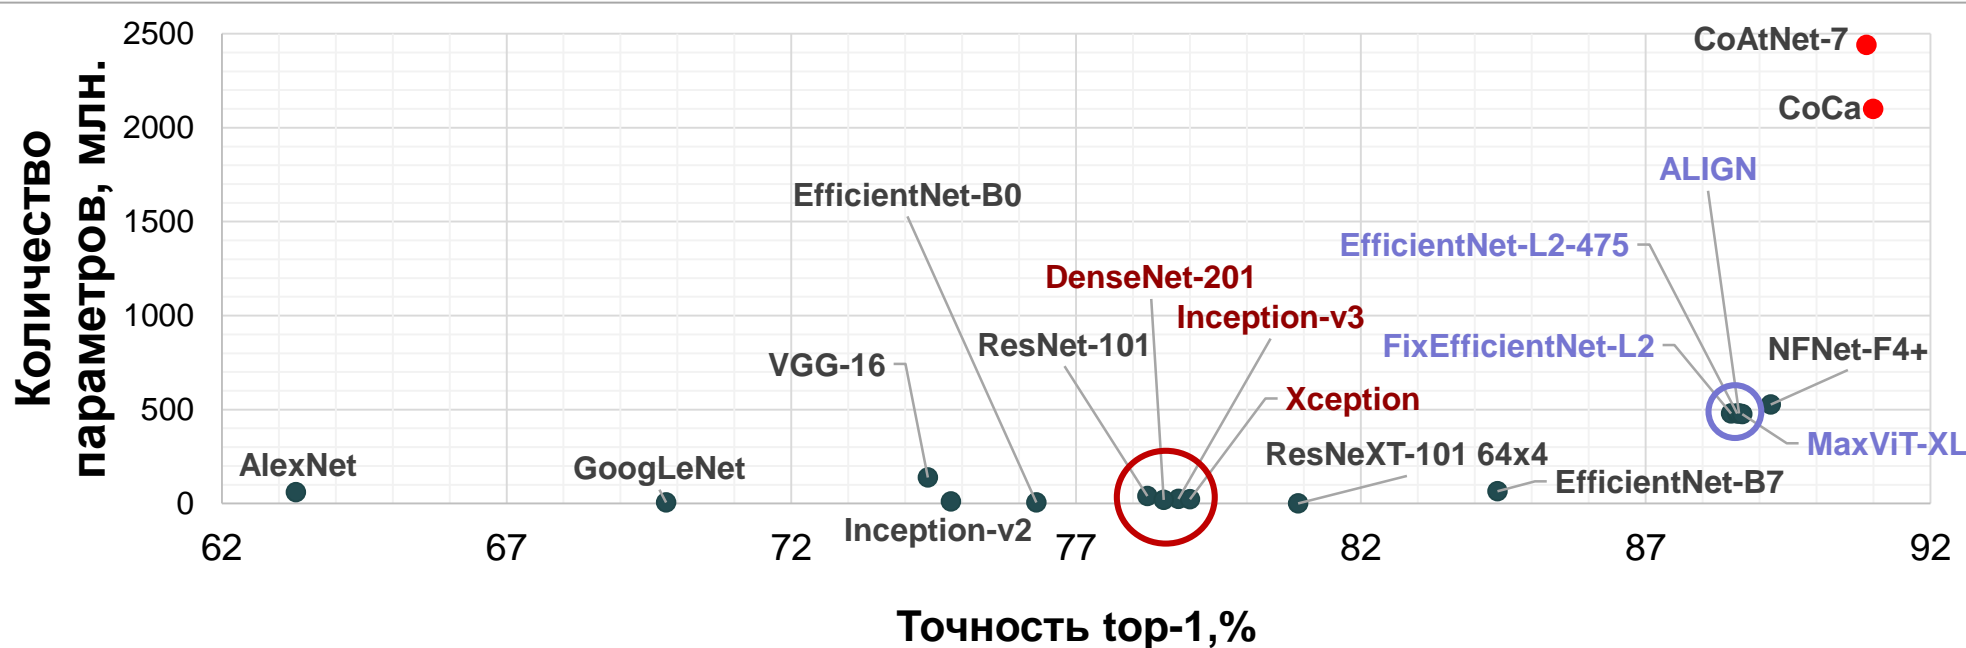 Количество
параметров, млн.
2500
2000
1500
1000
500
0
CoAtNet-7
CoCa
ALIGN
EfficientNet-B0
EfficientNet-L2-475
DenseNet-201
Inception-v3
ResNet-101
FixEfficientNet-L2
NFNet-F4+
VGG-16
Xception
MaxViT-XL
ResNeXT-101 64x4
AlexNet
GoogLeNet
EfficientNet-B7
Inception-v2
62 67 72 77 82 87 92
Точность top-1,%